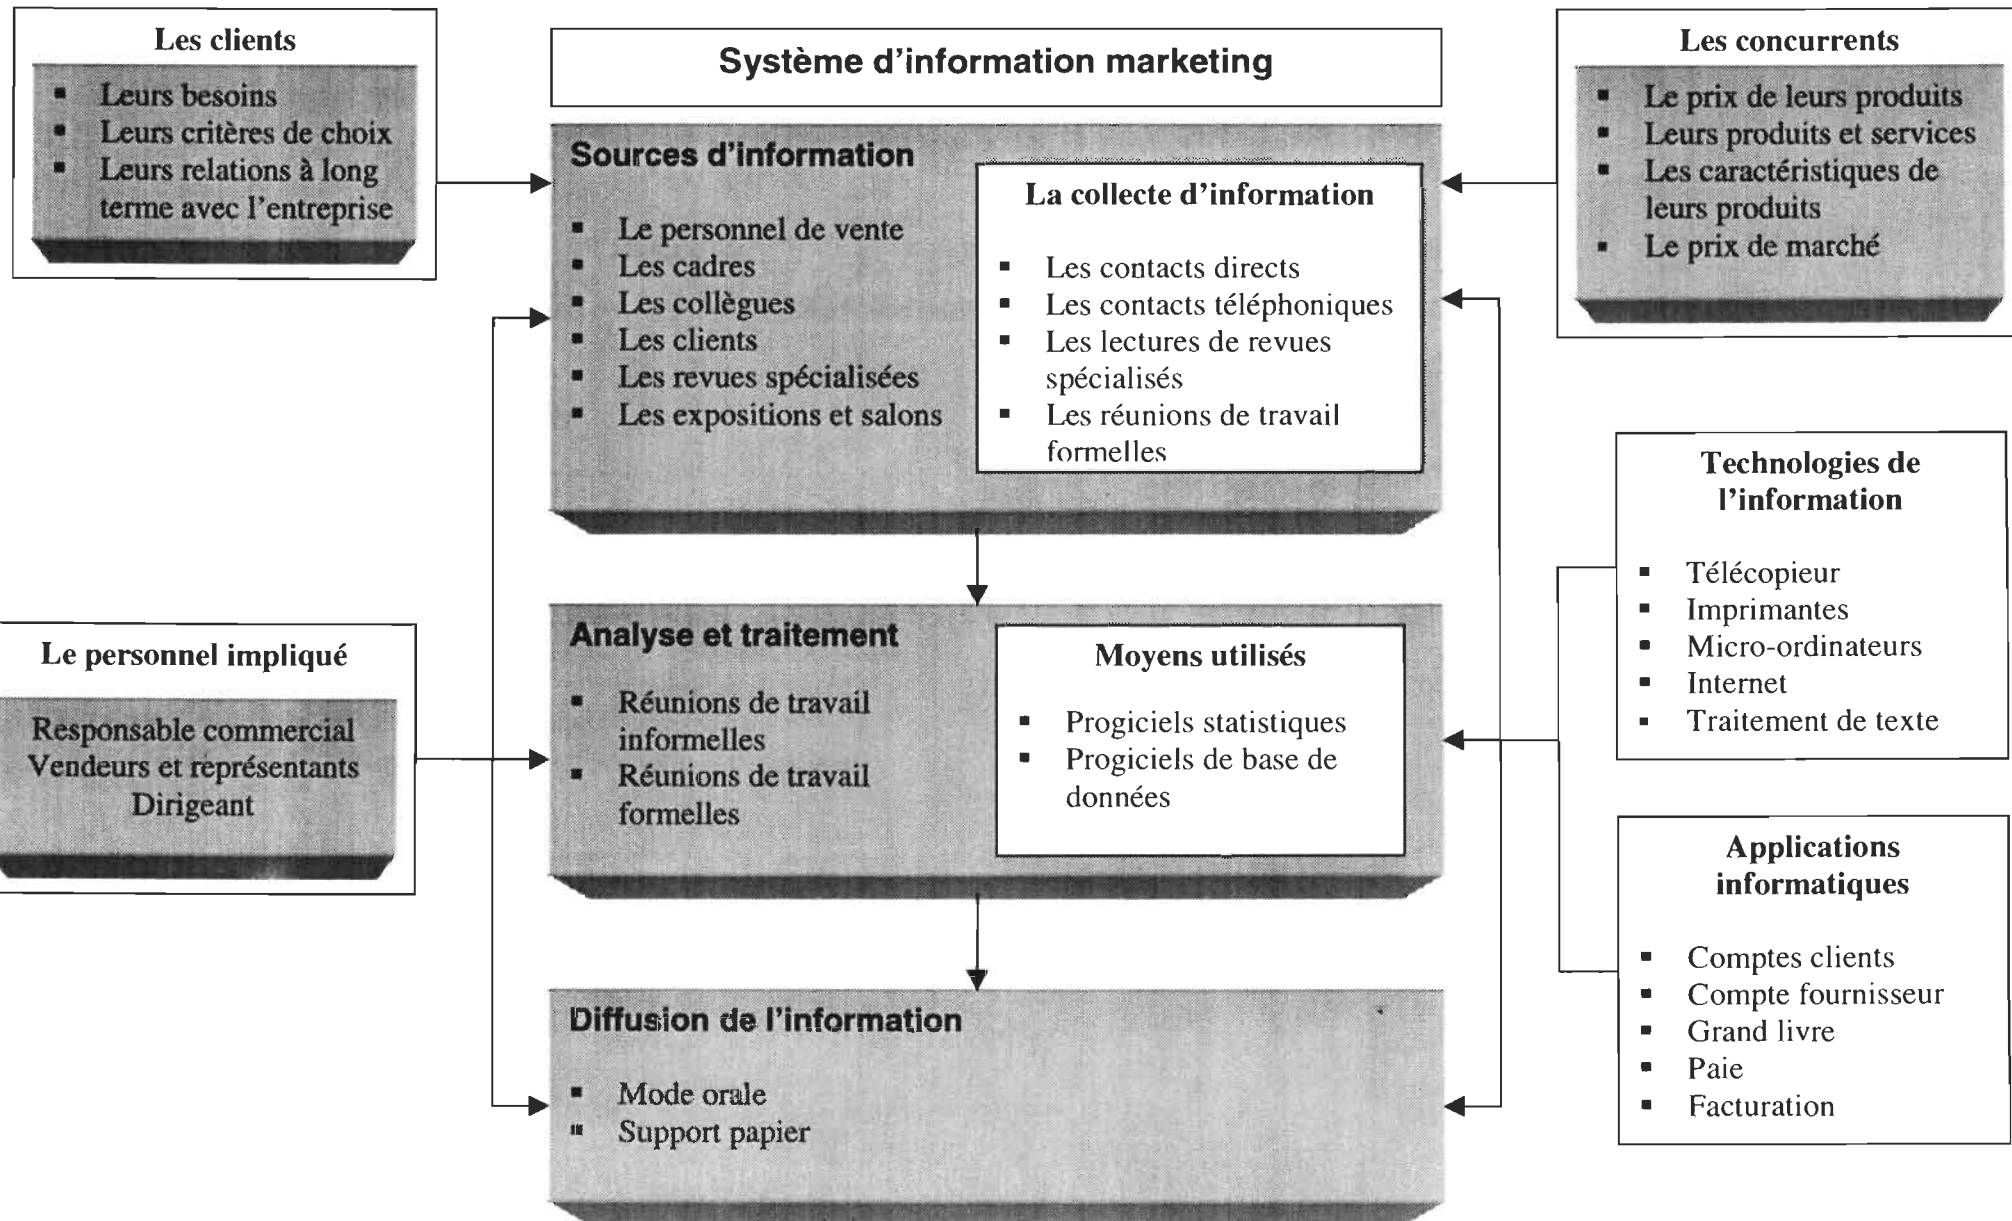 Les clients
▪ Leurs besoins
▪ Leurs critères de choix
▪ Leurs relations à long
terme avec l'entreprise
Système d'information marketing
Les concurrents
▪ Le prix de leurs produits
▪ Leurs produits et services
▪ Les caractéristiques de
leurs produits
▪ Le prix de marché
Sources d'information
▪ Le personnel de vente
▪ Les cadres
▪ Les collègues
▪ Les clients
▪ Les revues spécialisées
▪ Les expositions et salons
La collecte d'information
▪ Les contacts directs
▪ Les contacts téléphoniques
▪ Les lectures de revues
spécialisés
▪ Les réunions de travail
formelles
Technologies de
l'information
▪ Télécopieur
▪ Imprimantes
▪ Micro-ordinateurs
▪ Internet
▪ Traitement de texte
Le personnel impliqué
Responsable commercial
Vendeurs et représentants
Dirigeant
Analyse et traitement
▪ Réunions de travail
informelles
▪ Réunions de travail
formelles
Moyens utilisés
▪ Progiciels statistiques
▪ Progiciels de base de
données
Applications
informatiques
▪ Comptes clients
▪ Compte fournisseur
▪ Grand livre
▪ Paie
▪ Facturation
Diffusion de l'information
▪ Mode orale
▪ Support papier